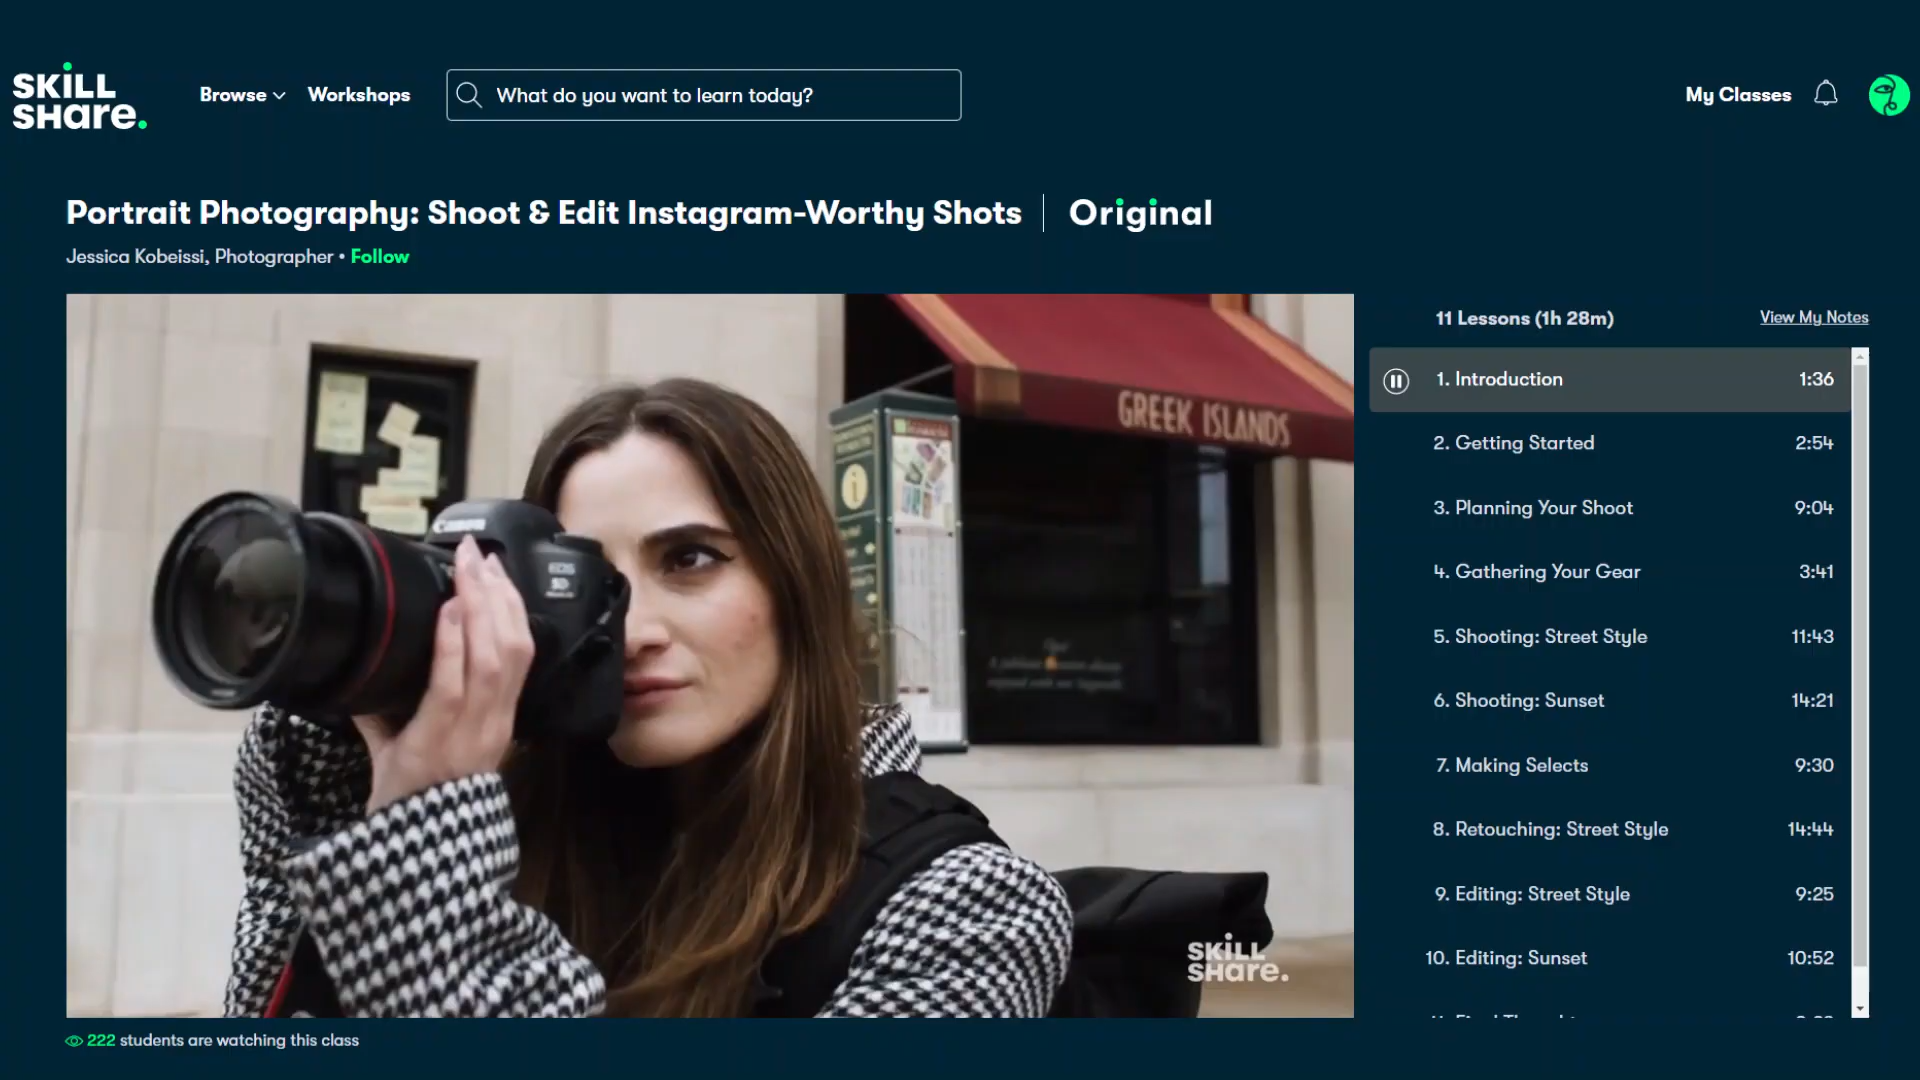 SKILL
SHare.
Browse
Workshops
What do you want to learn today?
My Classes
Portrait Photography: Shoot & Edit Instagram-Worthy Shots
Original
Jessica Kobeissi, Photographer • Follow
Canon
EOS
5D
GREEK ISLANDS
SKILL
SHare.
11 Lessons (1h 28m)
View My Notes
1. Introduction 1:36
2. Getting Started 2:54
3. Planning Your Shoot 9:04
4. Gathering Your Gear 3:41
5. Shooting: Street Style 11:43
6. Shooting: Sunset 14:21
7. Making Selects 9:30
8. Retouching: Street Style 14:44
9. Editing: Street Style 9:25
10. Editing: Sunset 10:52
222 students are watching this class